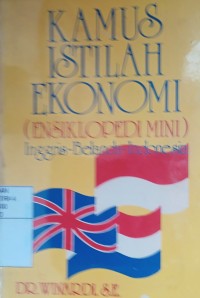 KAMUS
ISTILAH
EKONOMI
(ENSIKLOPEDI MINI)
Inggris-Belanda-Indonesia
DR. WINARDI, S.E.